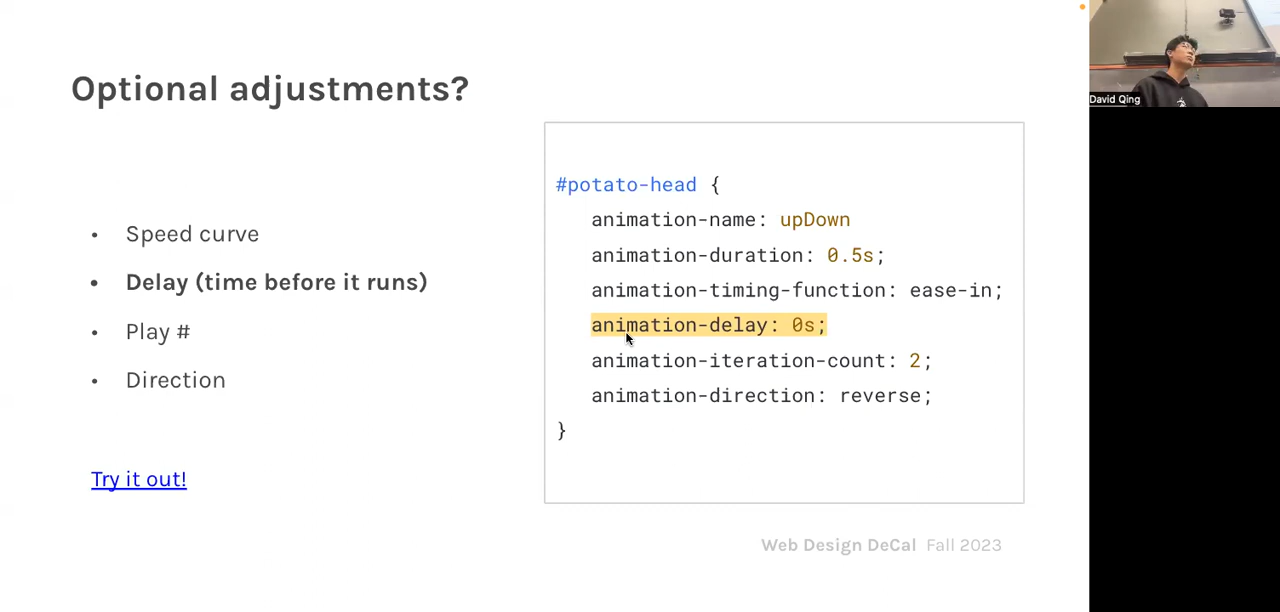 Optional adjustments?
• Speed curve
• Delay (time before it runs)
• Play #
• Direction
Try it out!
#potato-head {
animation-name: upDown
animation-duration: 0.5s;
animation-timing-function: ease-in;
animation-delay: 0s;
animation-iteration-count: 2;
animation-direction: reverse;
}
Web Design DeCal Fall 2023
David Qing